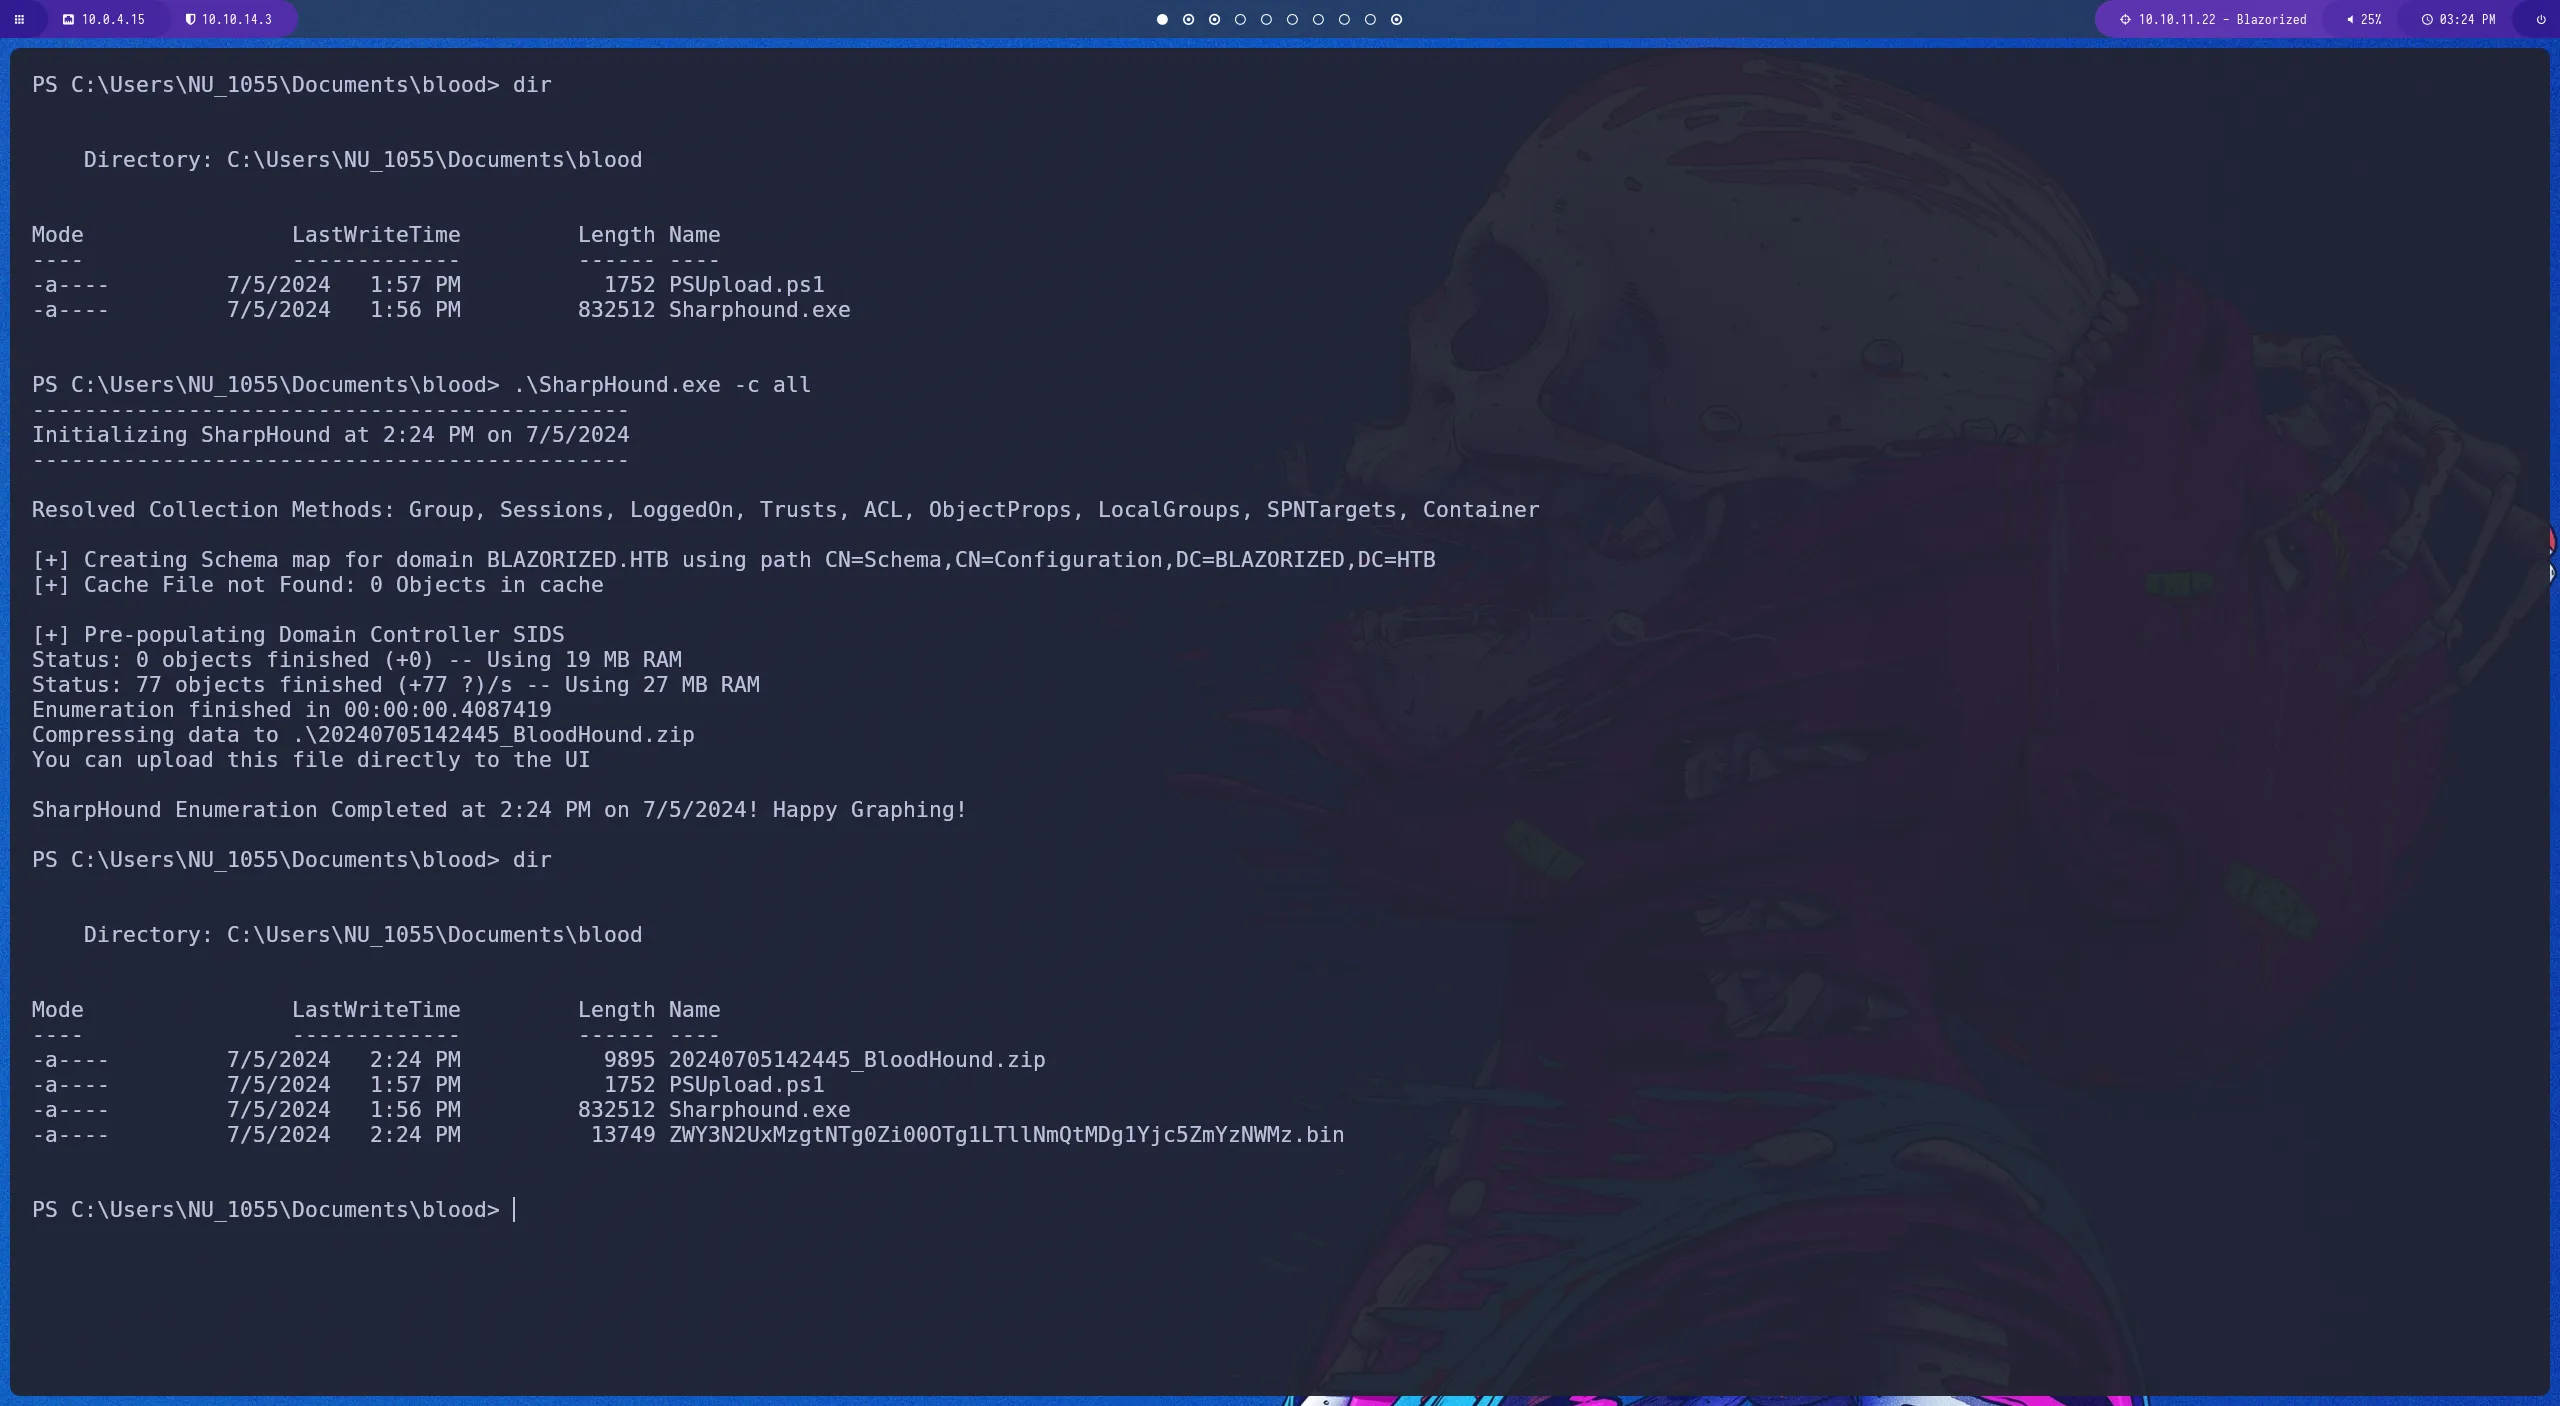 10.0.4.15 10.10.14.3 10.10.11.22 - Blazorized 25% 03:24 PM
PS C:\Users\NU_1055\Documents\blood> dir
Directory: C:\Users\NU_1055\Documents\blood
Mode LastWriteTime Length Name
---- ------------- ------ ----
-a---- 7/5/2024 1:57 PM 1752 PSUpload.ps1
-a---- 7/5/2024 1:56 PM 832512 Sharphound.exe
PS C:\Users\NU_1055\Documents\blood> .\SharpHound.exe -c all
----------------------------------------------
Initializing SharpHound at 2:24 PM on 7/5/2024
----------------------------------------------
Resolved Collection Methods: Group, Sessions, LoggedOn, Trusts, ACL, ObjectProps, LocalGroups, SPNTargets, Container
[+] Creating Schema map for domain BLAZORIZED.HTB using path CN=Schema,CN=Configuration,DC=BLAZORIZED,DC=HTB
[+] Cache File not Found: 0 Objects in cache
[+] Pre-populating Domain Controller SIDS
Status: 0 objects finished (+0) -- Using 19 MB RAM
Status: 77 objects finished (+77 ?)/s -- Using 27 MB RAM
Enumeration finished in 00:00:00.4087419
Compressing data to .\20240705142445_BloodHound.zip
You can upload this file directly to the UI
SharpHound Enumeration Completed at 2:24 PM on 7/5/2024! Happy Graphing!
PS C:\Users\NU_1055\Documents\blood> dir
Directory: C:\Users\NU_1055\Documents\blood
Mode LastWriteTime Length Name
---- ------------- ------ ----
-a---- 7/5/2024 2:24 PM 9895 20240705142445_BloodHound.zip
-a---- 7/5/2024 1:57 PM 1752 PSUpload.ps1
-a---- 7/5/2024 1:56 PM 832512 Sharphound.exe
-a---- 7/5/2024 2:24 PM 13749 ZWY3N2UxMzgtNTg0Zi00OTg1LTllNmQtMDg1Yjc5ZmYzNWMz.bin
PS C:\Users\NU_1055\Documents\blood>